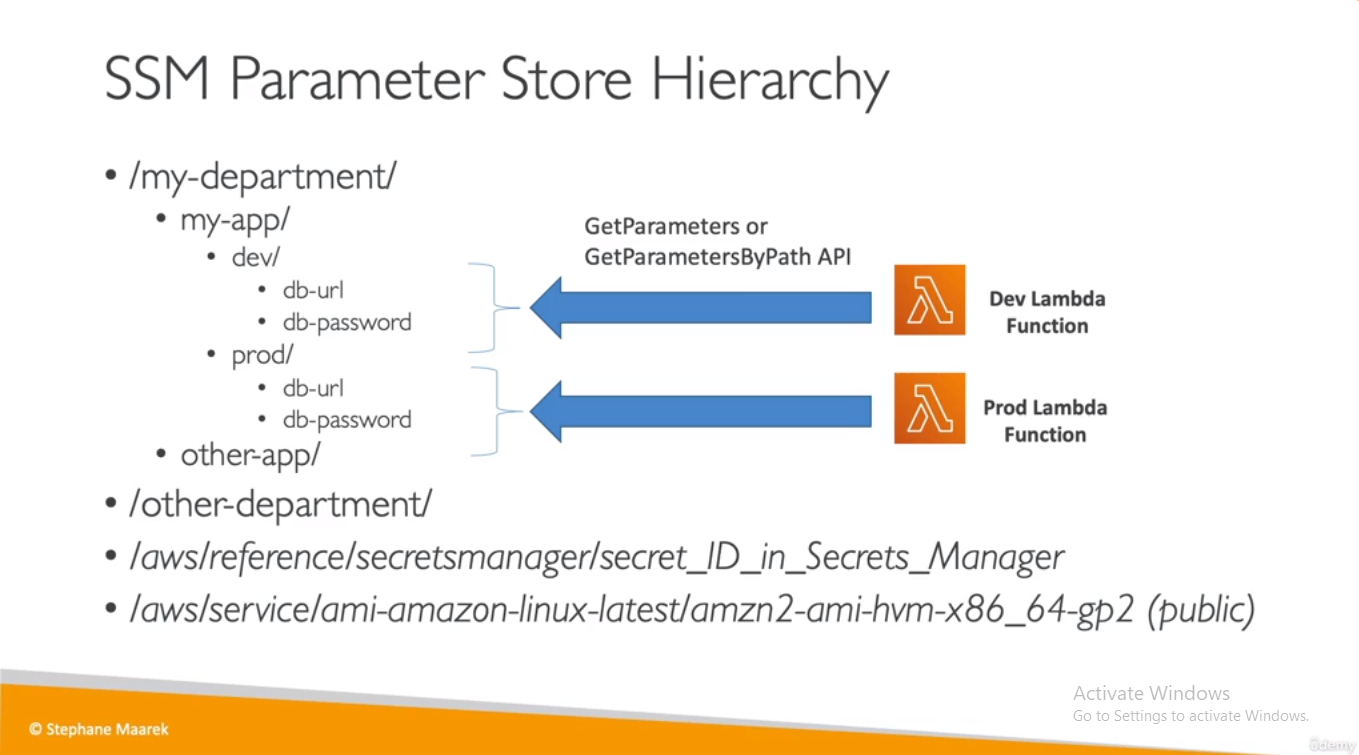 SSM Parameter Store Hierarchy
• /my-department/
• my-app/
• dev/
• db-url
• db-password
• prod/
• db-url
• db-password
• other-app/
GetParameters or
GetParametersByPath API
Dev Lambda
Function
Prod Lambda
Function
• /other-department/
• /aws/reference/secretsmanager/secret_ID_in_Secrets_Manager
• /aws/service/ami-amazon-linux-latest/amzn2-ami-hvm-x86_64-gp2 (public)
Activate Windows
Go to Settings to activate Windows.
© Stephane Maarek
ûdemy